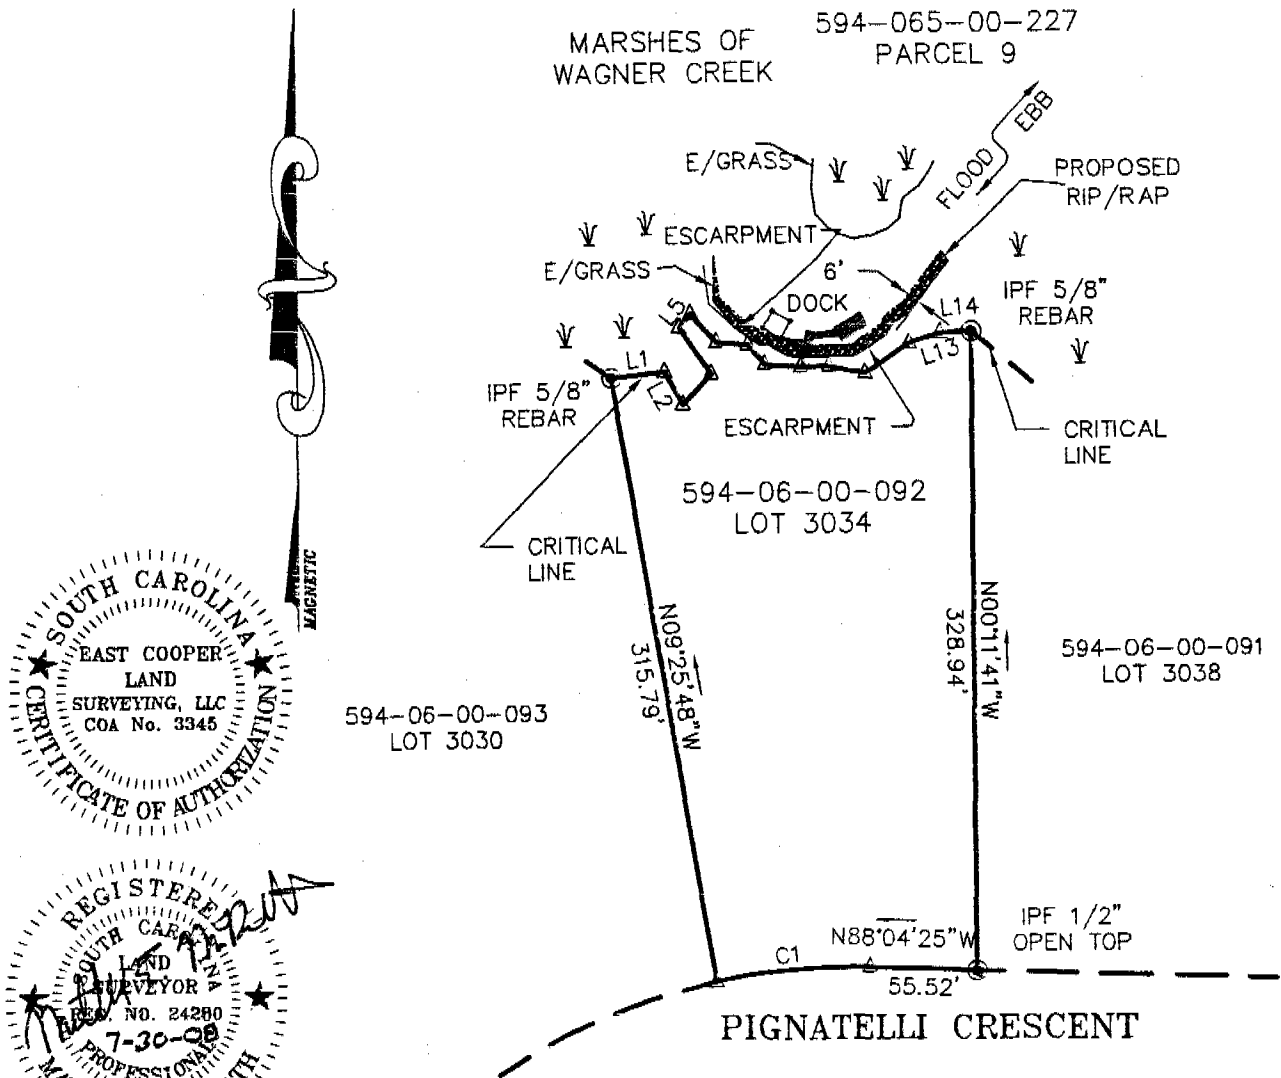 MARSHES OF
WAGNER CREEK
594-065-00-227
PARCEL 9
E/GRASS
FLOOD
EBB
PROPOSED
RIP/RAP
ESCARPMENT
E/GRASS
6'
DOCK
L5
L14
L13
IPF 5/8"
REBAR
L1
L2
IPF 5/8"
REBAR
ESCARPMENT
CRITICAL
LINE
594-06-00-092
LOT 3034
CRITICAL
LINE
MAGNETIC
SOUTH CAROLINA
EAST COOPER
LAND
SURVEYING, LLC
COA No. 3345
CERITIFICATE OF AUTHORIZATION
N09°25'48"W
315.79'
N00°11'41"W
328.94'
594-06-00-091
LOT 3038
594-06-00-093
LOT 3030
REGISTERED
SOUTH CAROLINA
LAND
SURVEYOR
REG. NO. 24280
7-30-08
PROFESSIONAL
C1
N88°04'25"W
55.52'
IPF 1/2"
OPEN TOP
PIGNATELLI CRESCENT